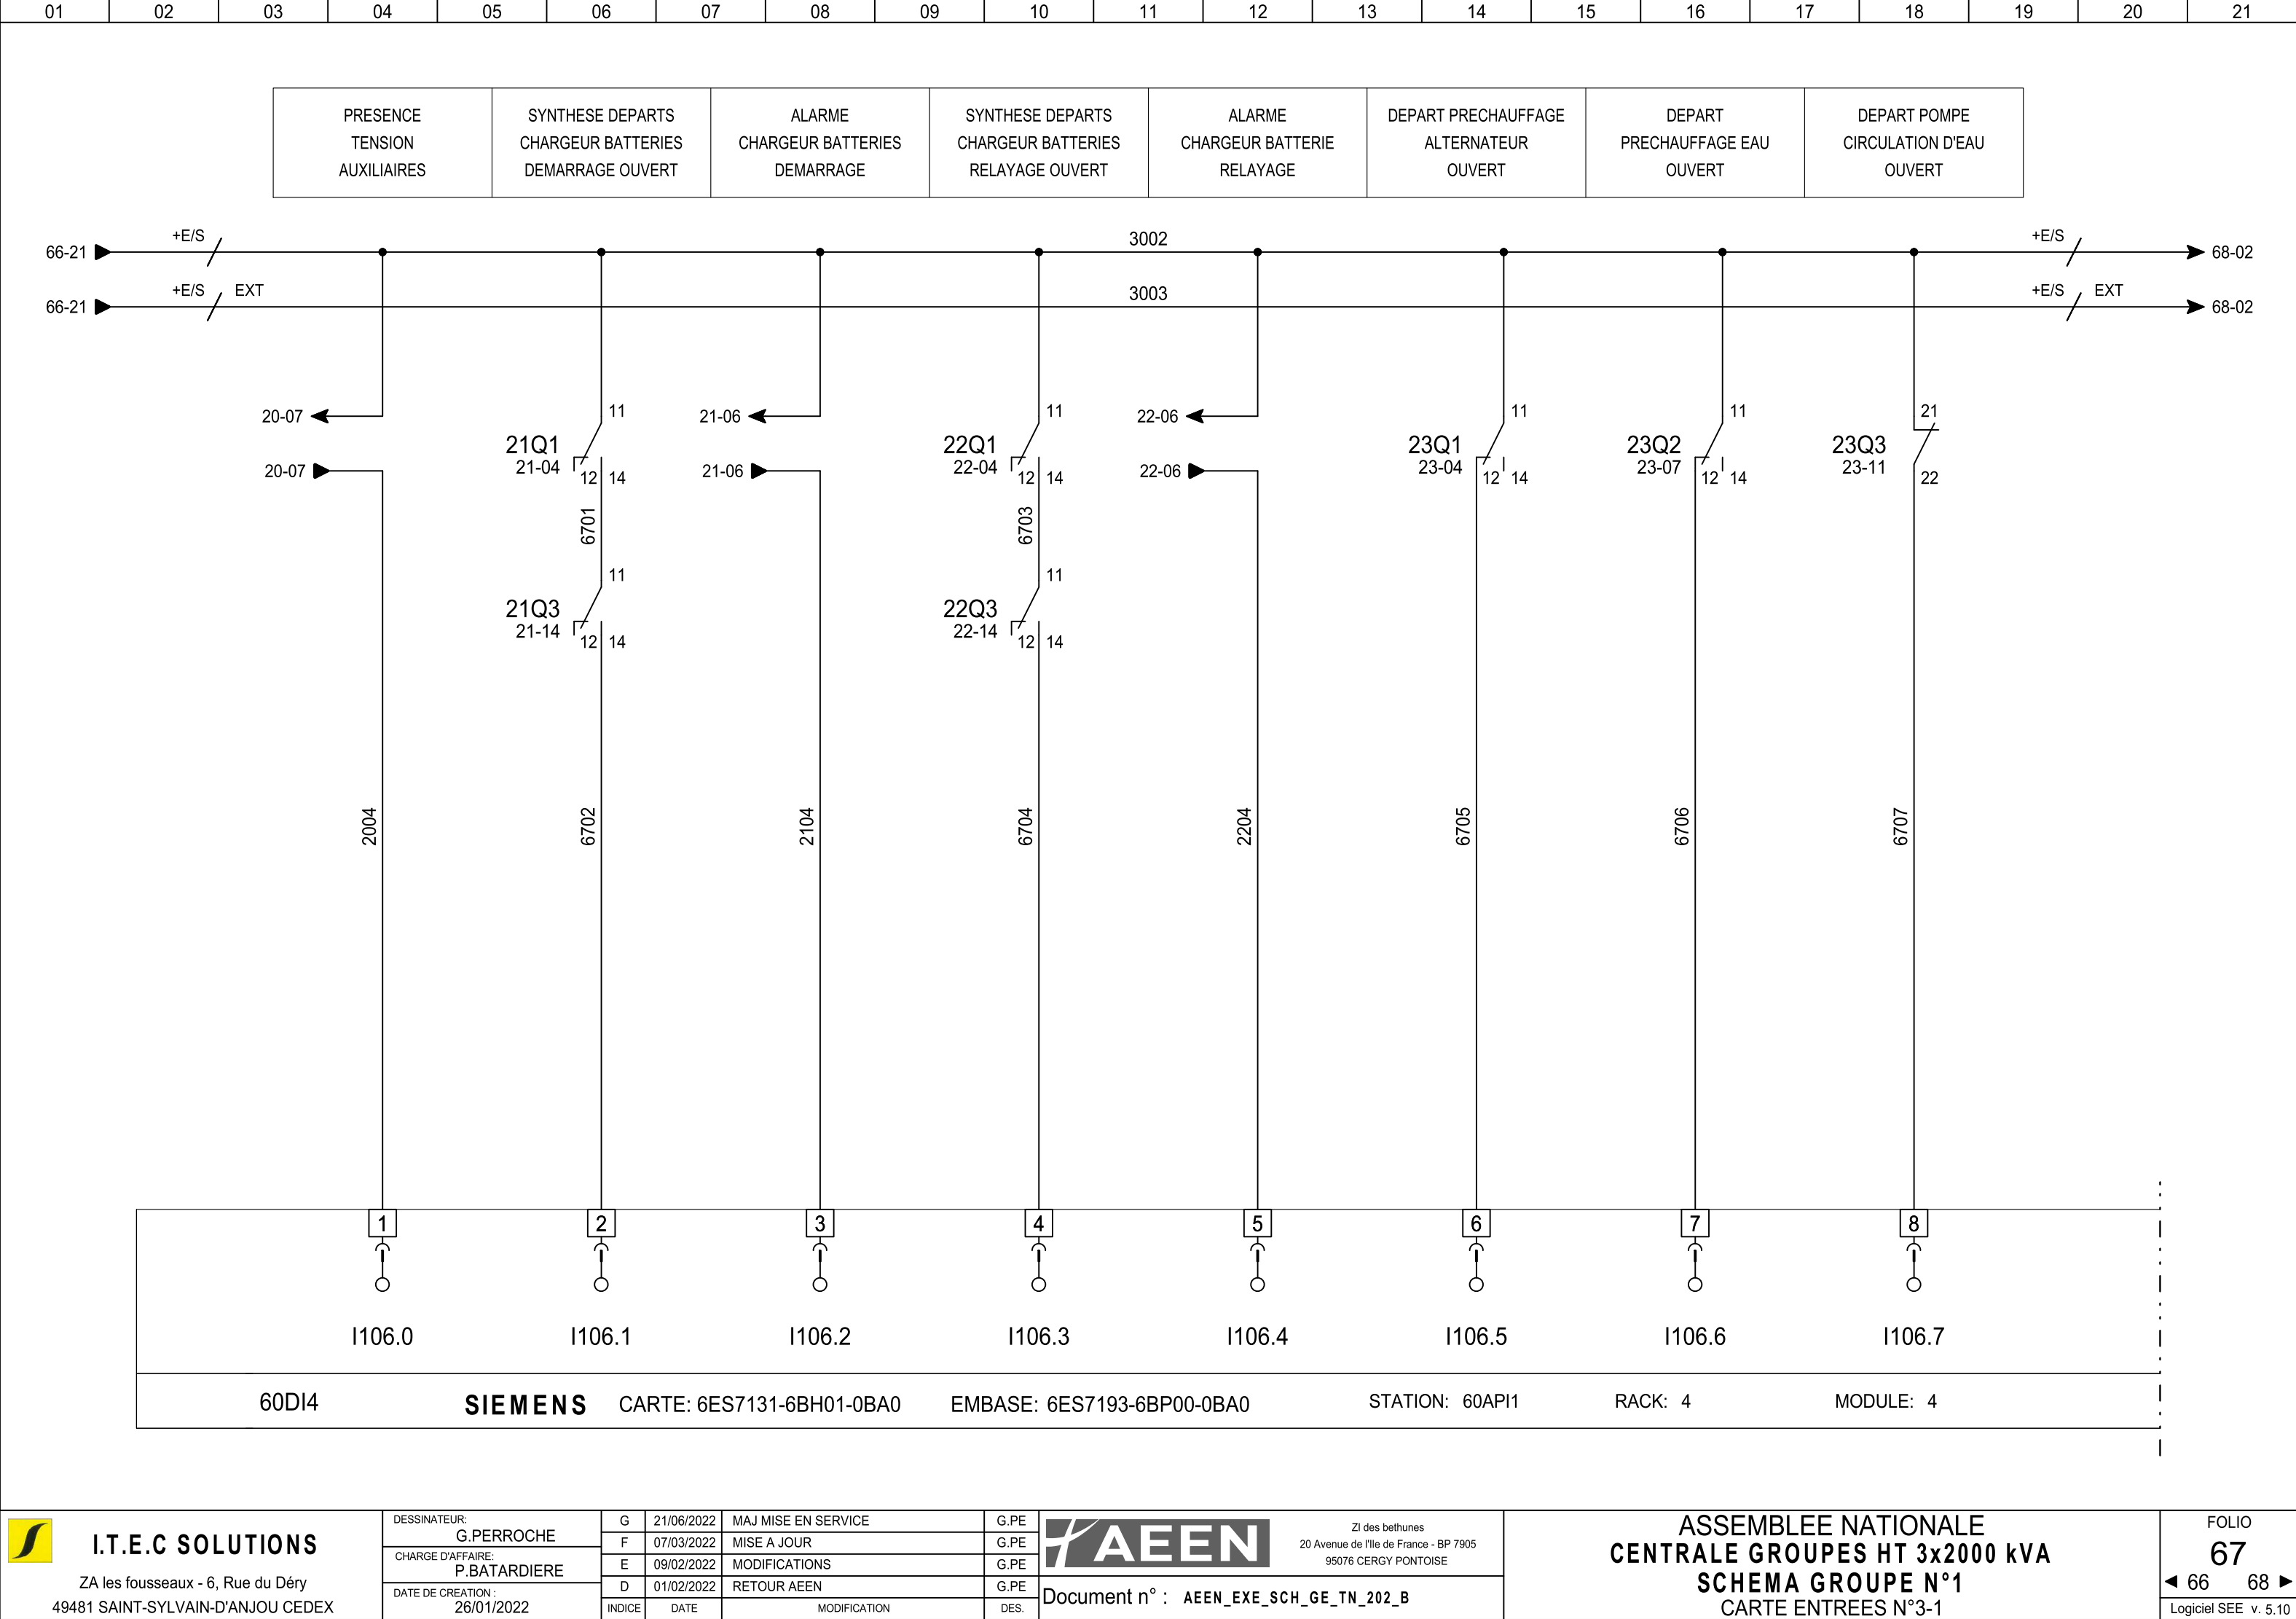 01 02 03 04 05 06 07 08 09 10 11 12 13 14 15 16 17 18 19 20 21
PRESENCE
TENSION
AUXILIAIRES
SYNTHESE DEPARTS
CHARGEUR BATTERIES
DEMARRAGE OUVERT
ALARME
CHARGEUR BATTERIES
DEMARRAGE
SYNTHESE DEPARTS
CHARGEUR BATTERIES
RELAYAGE OUVERT
ALARME
CHARGEUR BATTERIE
RELAYAGE
DEPART PRECHAUFFAGE
ALTERNATEUR
OUVERT
DEPART
PRECHAUFFAGE EAU
OUVERT
DEPART POMPE
CIRCULATION D'EAU
OUVERT
66-21 +E/S 3002 +E/S 68-02
66-21 +E/S EXT 3003 +E/S EXT 68-02
20-07
20-07
2004
11
21Q1
21-04
12 14
6701
11
21Q3
21-14
12 14
6702
21-06
21-06
2104
11
22Q1
22-04
12 14
6703
11
22Q3
22-14
12 14
6704
22-06
22-06
2204
11
23Q1
23-04
12 14
6705
11
23Q2
23-07
12 14
6706
21
23Q3
23-11
22
6707
1 2 3 4 5 6 7 8
I106.0 I106.1 I106.2 I106.3 I106.4 I106.5 I106.6 I106.7
60DI4 SIEMENS CARTE: 6ES7131-6BH01-0BA0 EMBASE: 6ES7193-6BP00-0BA0 STATION: 60API1 RACK: 4 MODULE: 4
I.T.E.C SOLUTIONS
ZA les fousseaux - 6, Rue du Déry
49481 SAINT-SYLVAIN-D'ANJOU CEDEX
DESSINATEUR:
G.PERROCHE
CHARGE D'AFFAIRE:
P.BATARDIERE
DATE DE CREATION :
26/01/2022
G 21/06/2022 MAJ MISE EN SERVICE G.PE
F 07/03/2022 MISE A JOUR G.PE
E 09/02/2022 MODIFICATIONS G.PE
D 01/02/2022 RETOUR AEEN G.PE
INDICE DATE MODIFICATION DES.
AEEN
ZI des bethunes
20 Avenue de l'Ile de France - BP 7905
95076 CERGY PONTOISE
Document n° : AEEN_EXE_SCH_GE_TN_202_B
ASSEMBLEE NATIONALE
CENTRALE GROUPES HT 3x2000 kVA
SCHEMA GROUPE N°1
CARTE ENTREES N°3-1
FOLIO
67
66 68
Logiciel SEE v. 5.10